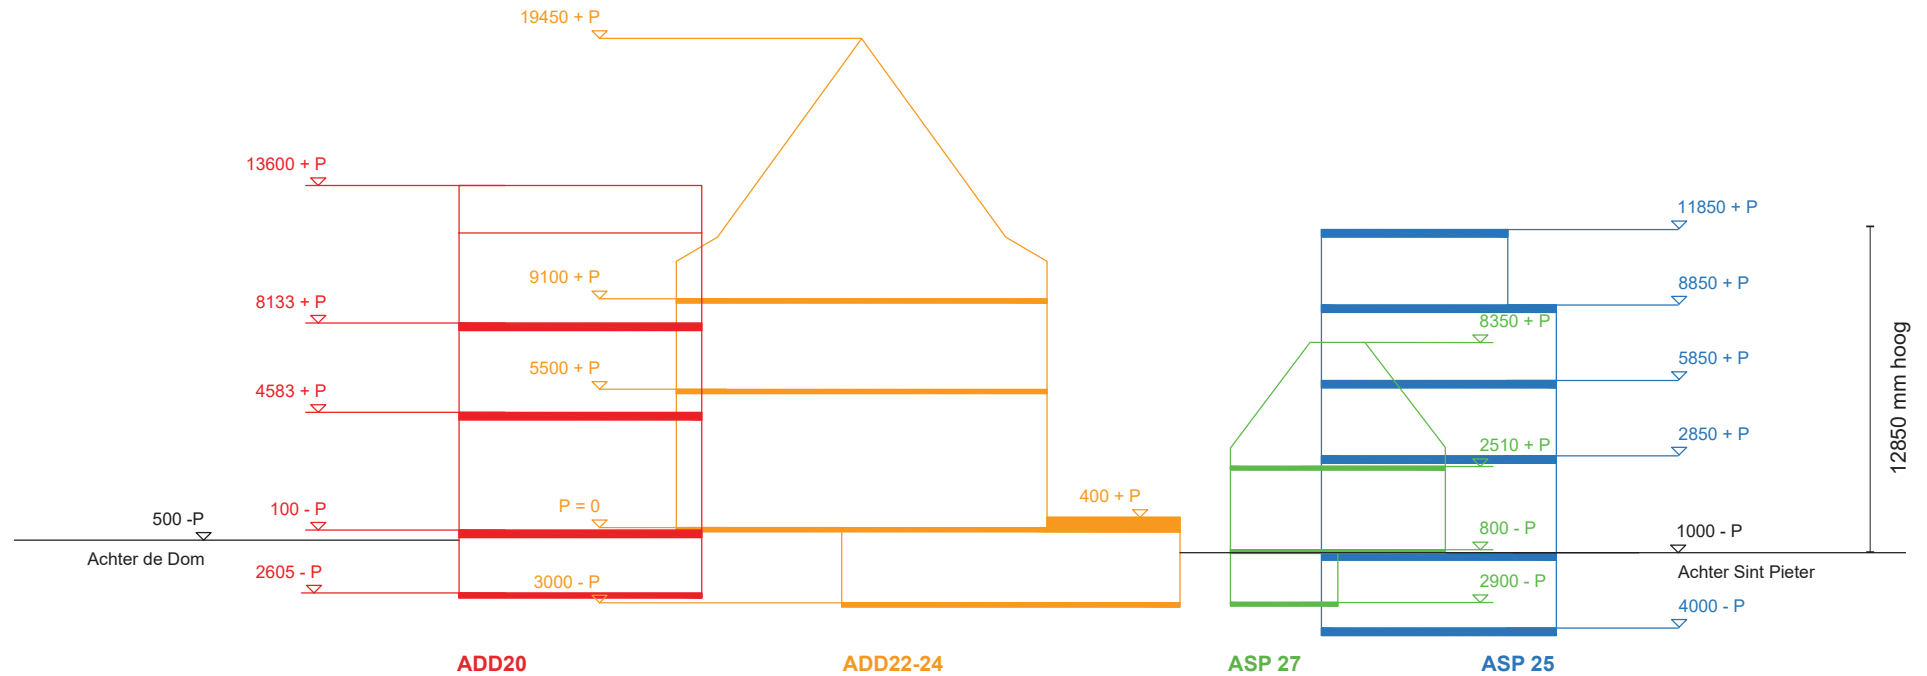 19450 + P
13600 + P
11850 + P
9100 + P
8850 + P
8133 + P
8350 + P
5500 + P
5850 + P
4583 + P
2510 + P
2850 + P
12850 mm hoog
P = 0
400 + P
100 - P
500 -P
800 - P
1000 - P
Achter de Dom
Achter Sint Pieter
2605 - P
3000 - P
2900 - P
4000 - P
ADD20
ADD22-24
ASP 27
ASP 25